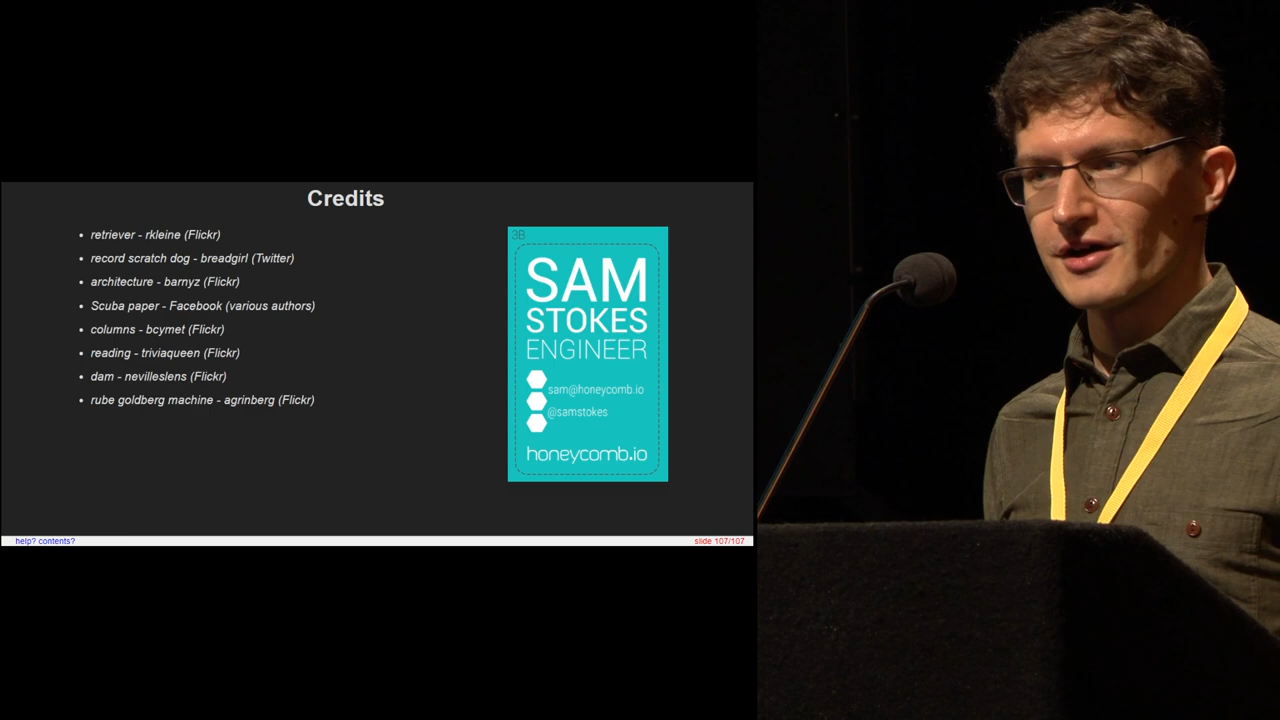 Credits
retriever - rkleine (Flickr)
record scratch dog - breadgirl (Twitter)
architecture - barnyz (Flickr)
Scuba paper - Facebook (various authors)
columns - bcymet (Flickr)
reading - triviaqueen (Flickr)
dam - nevilleslens (Flickr)
rube goldberg machine - agrinberg (Flickr)
3B
SAM
STOKES
ENGINEER
sam@honeycomb.io
@samstokes
honeycomb.io
help? contents?
slide 107/107